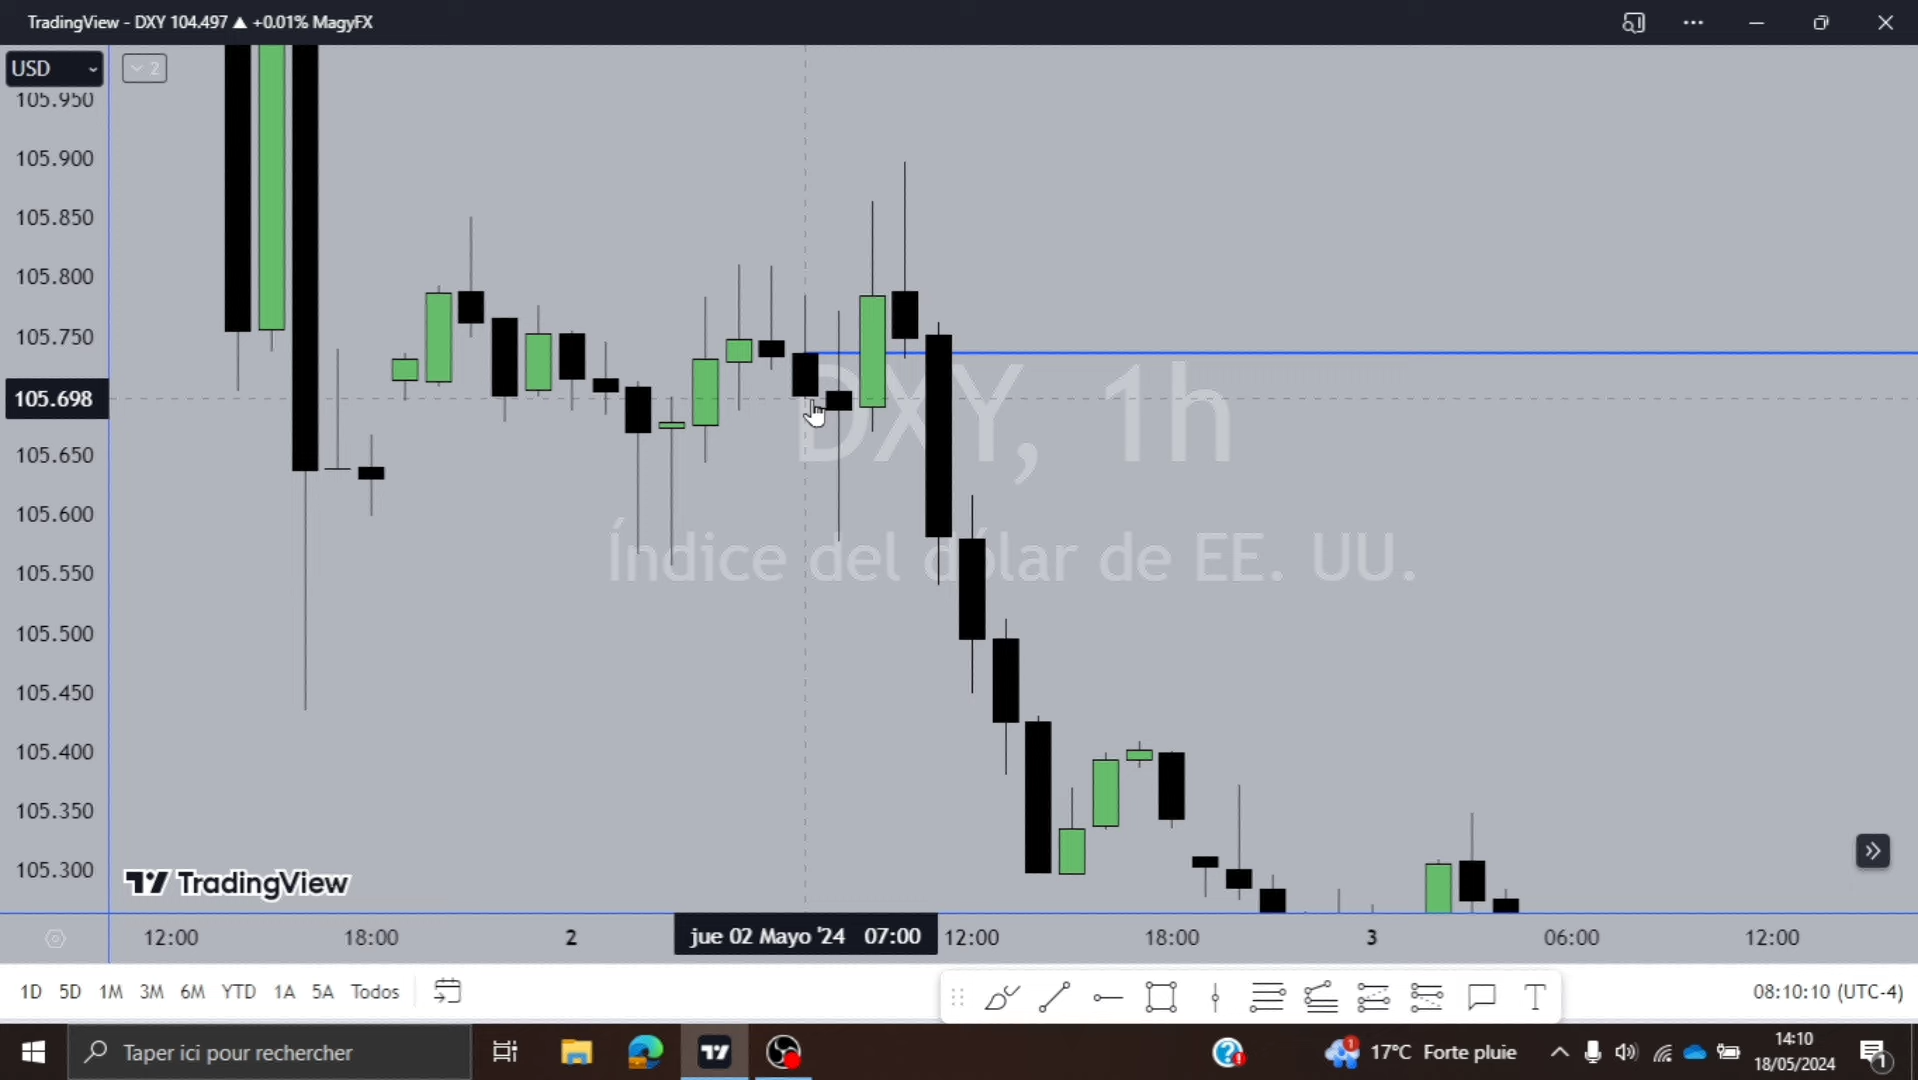 TradingView - DXY 104.497 ▲ +0.01% MagyFX
USD
2
105.950
105.900
105.850
105.800
105.750
105.698
105.650
105.600
105.550
105.500
105.450
105.400
105.350
105.300
DXY, 1h
Índice del dólar de EE. UU.
TradingView
12:00
18:00
2
jue 02 Mayo '24 07:00
12:00
18:00
3
06:00
12:00
1D 5D 1M 3M 6M YTD 1A 5A Todos
T
08:10:10 (UTC-4)
Taper ici pour rechercher
1
17°C Forte pluie
14:10
18/05/2024
1